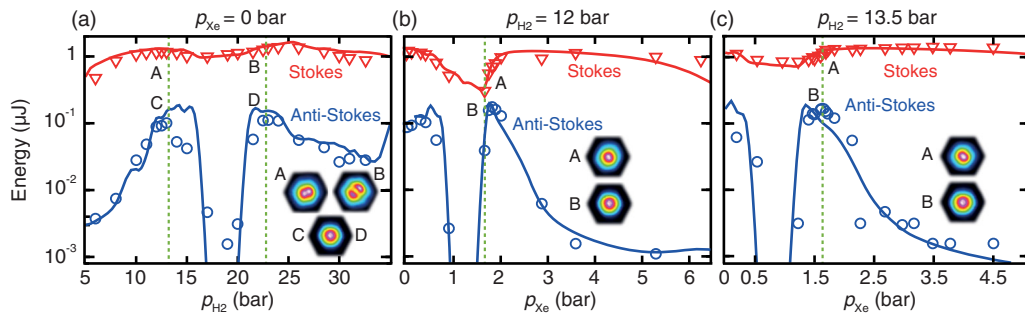 (a) p_Xe = 0 bar
(b) p_H2 = 12 bar
(c) p_H2 = 13.5 bar
Energy (μJ)
1
10⁻¹
10⁻²
10⁻³
A
B
Stokes
C
D
Anti-Stokes
A
B
C
D
5 10 15 20 25 30
p_H2 (bar)
A
Stokes
B
Anti-Stokes
A
B
0 1 2 4 6
p_Xe (bar)
Stokes
A
B
Anti-Stokes
A
B
0 0.5 1.5 2.5 3.5 4.5
p_Xe (bar)